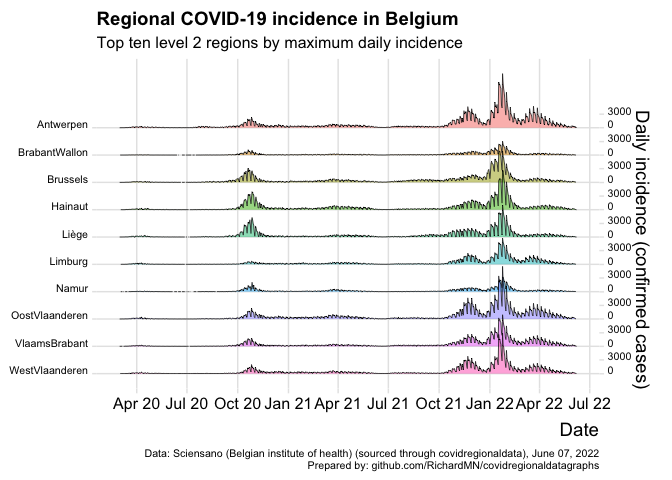 Regional COVID-19 incidence in Belgium
Top ten level 2 regions by maximum daily incidence
Antwerpen
BrabantWallon
Brussels
Hainaut
Liège
Limburg
Namur
OostVlaanderen
VlaamsBrabant
WestVlaanderen
3000
0
3000
0
3000
0
3000
0
3000
0
3000
0
3000
0
3000
0
3000
0
3000
0
Daily incidence (confirmed cases)
Apr 20 Jul 20 Oct 20 Jan 21 Apr 21 Jul 21 Oct 21 Jan 22 Apr 22 Jul 22
Date
Data: Sciensano (Belgian institute of health) (sourced through covidregionaldata), June 07, 2022
Prepared by: github.com/RichardMN/covidregionaldatagraphs